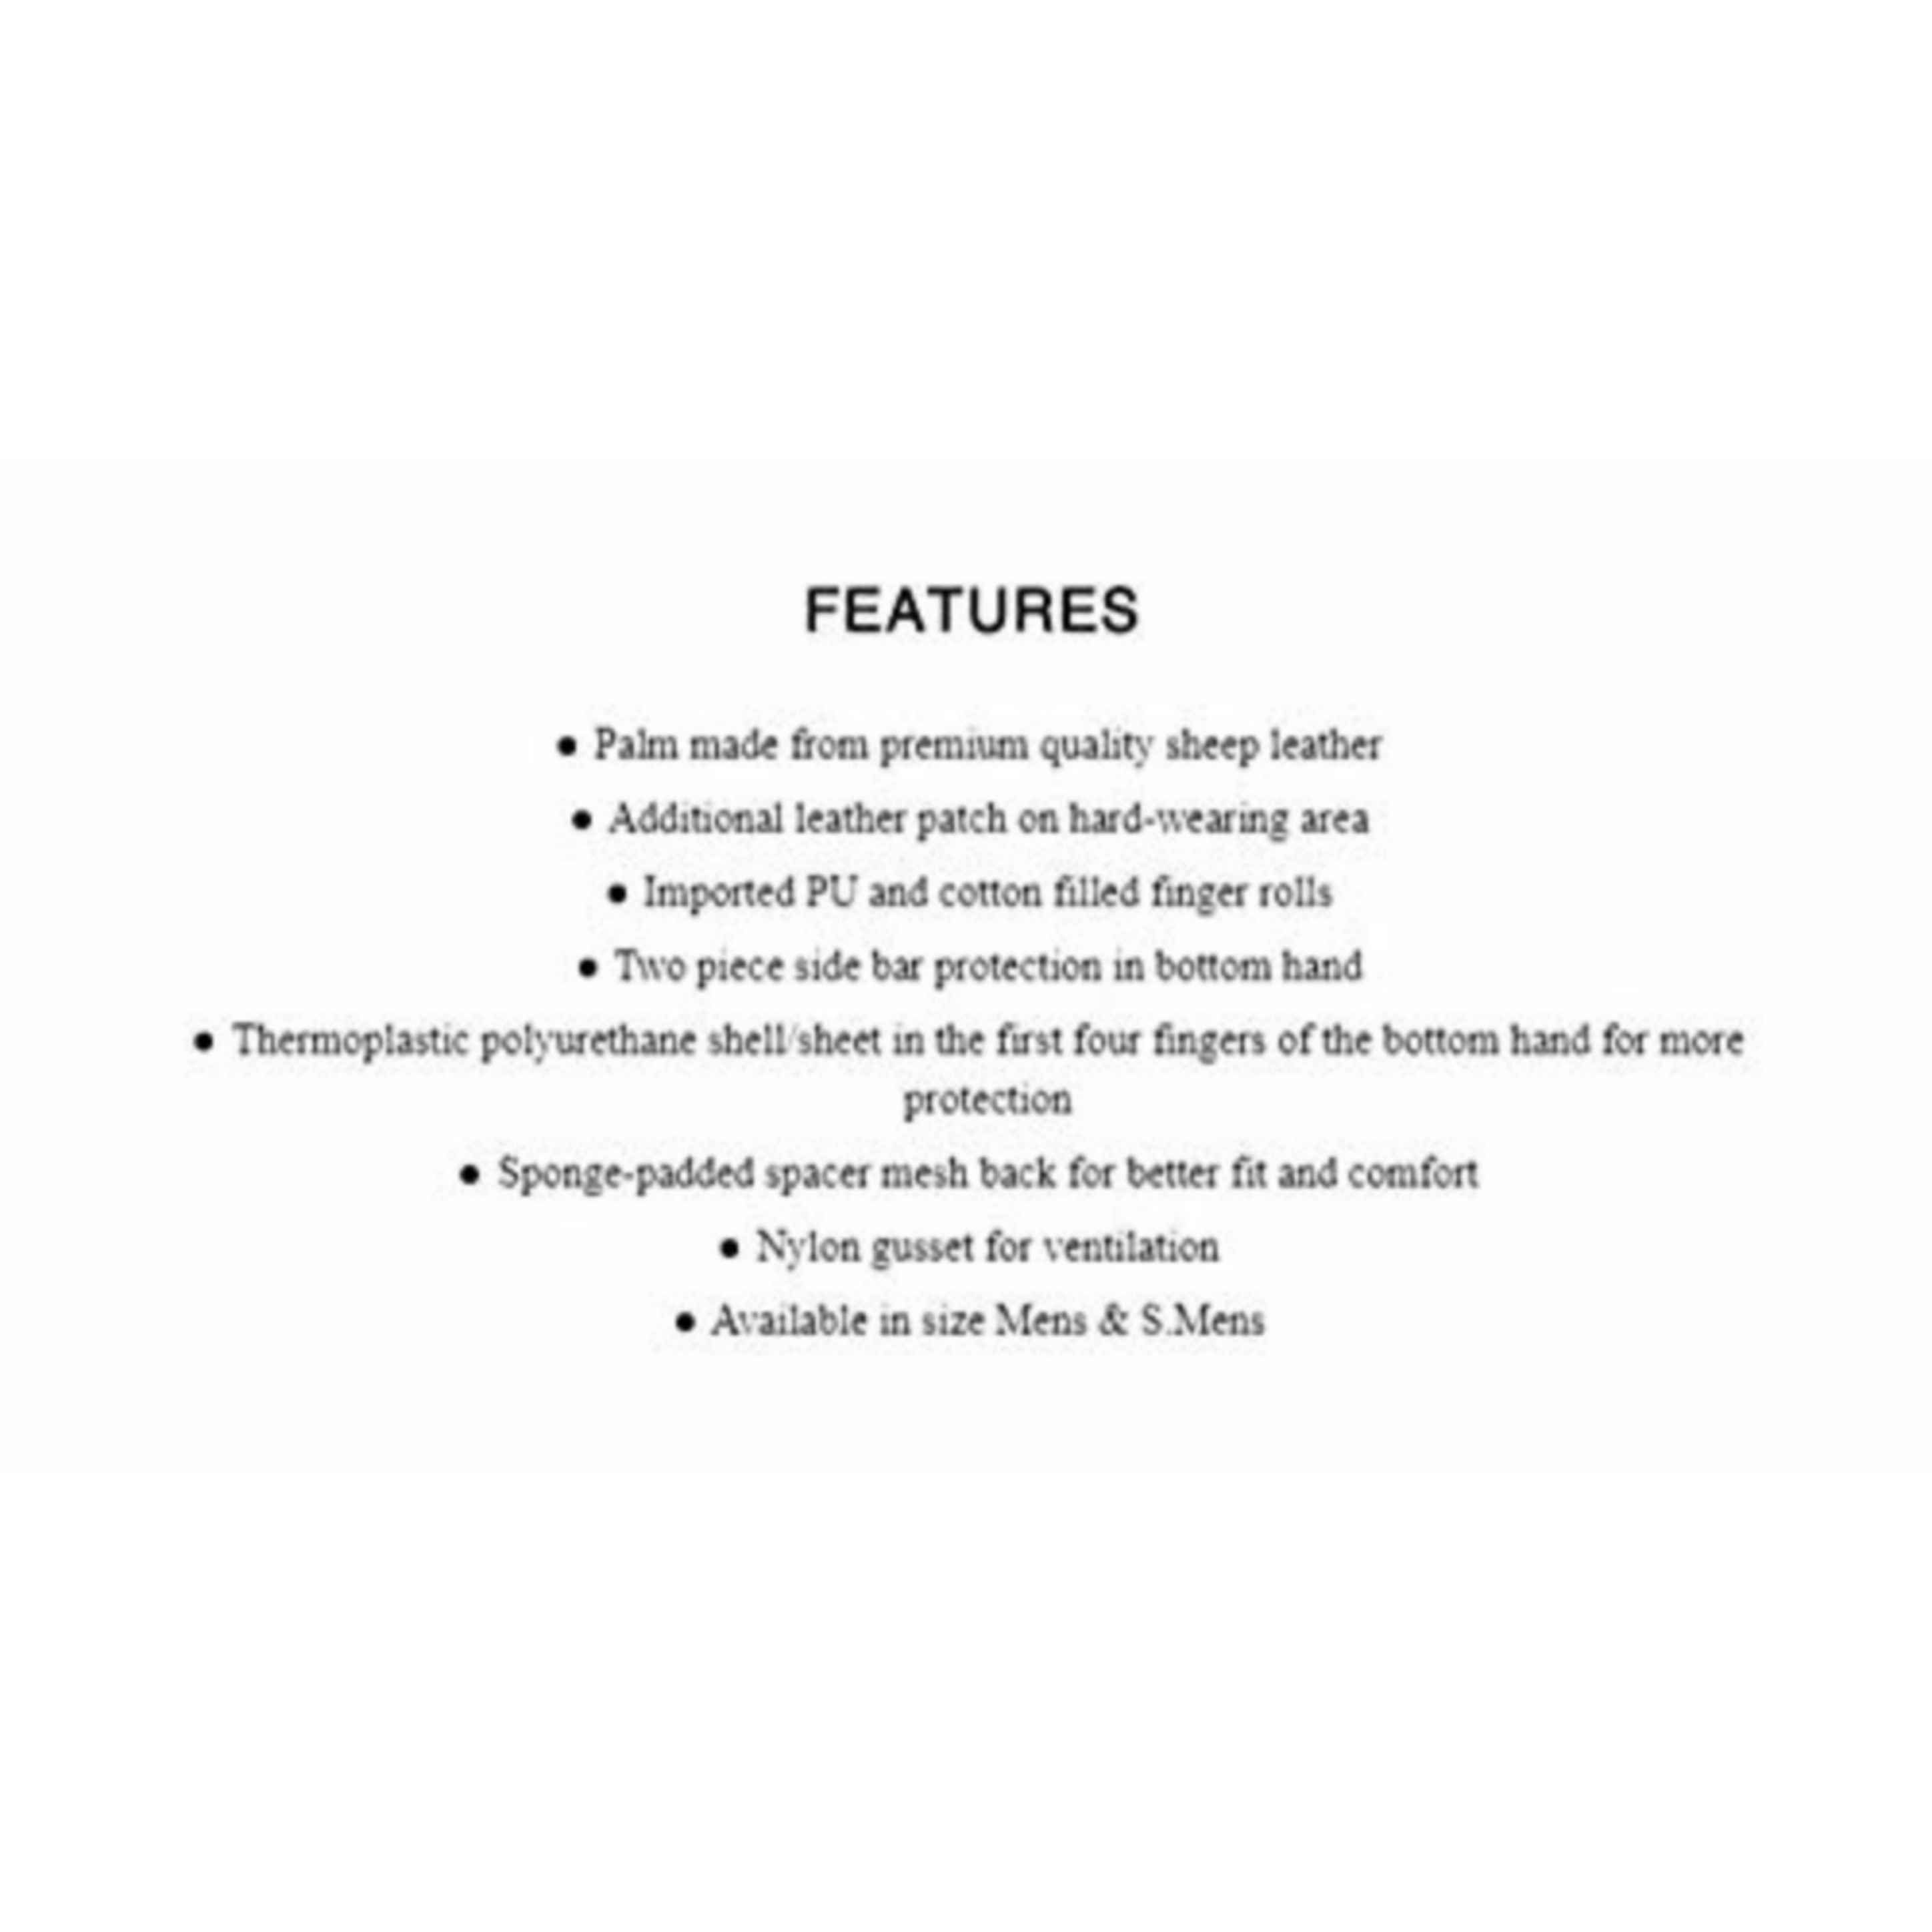 FEATURES
● Palm made from premium quality sheep leather
● Additional leather patch on hard-wearing area
● Imported PU and cotton filled finger rolls
● Two piece side bar protection in bottom hand
● Thermoplastic polyurethane shell/sheet in the first four fingers of the bottom hand for more
protection
● Sponge-padded spacer mesh back for better fit and comfort
● Nylon gusset for ventilation
● Available in size Mens & S.Mens